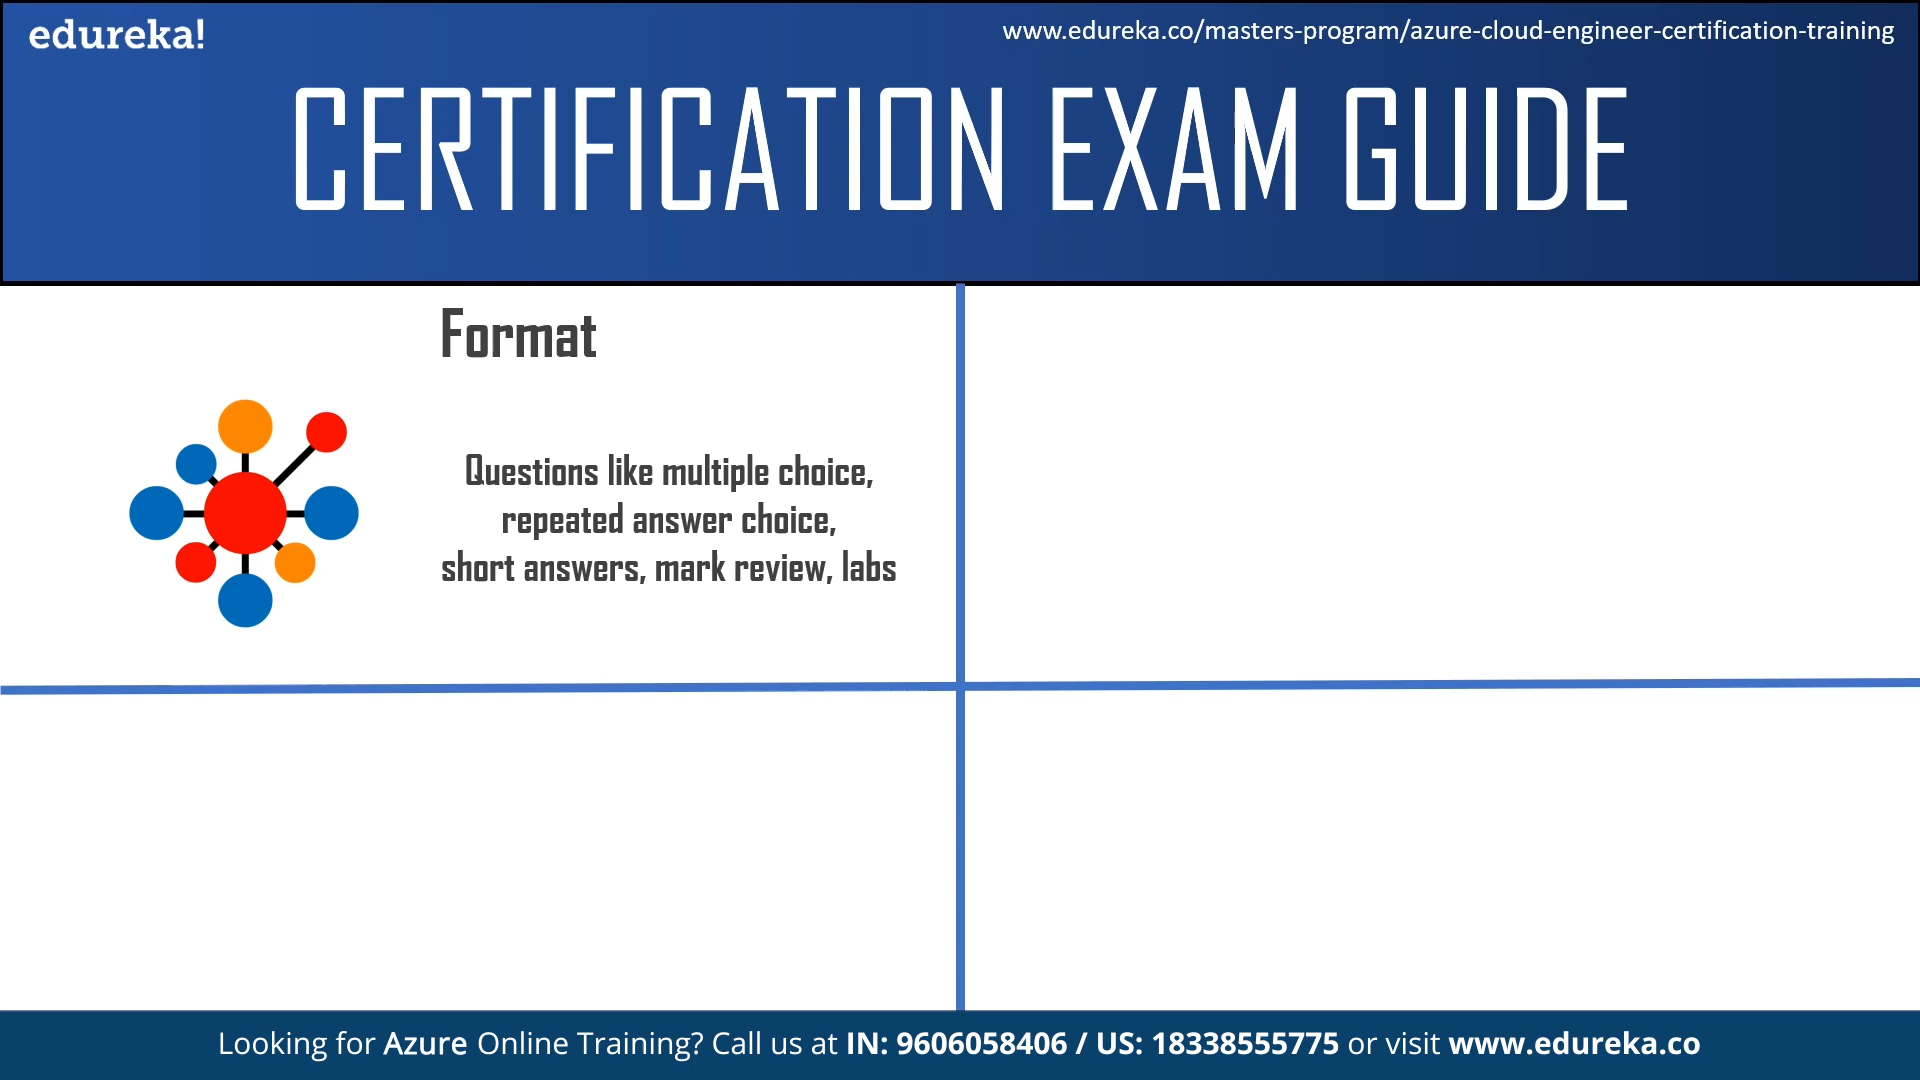 edureka!
www.edureka.co/masters-program/azure-cloud-engineer-certification-training
CERTIFICATION EXAM GUIDE
Format
Questions like multiple choice,
repeated answer choice,
short answers, mark review, labs
Looking for Azure Online Training? Call us at IN: 9606058406 / US: 18338555775 or visit www.edureka.co